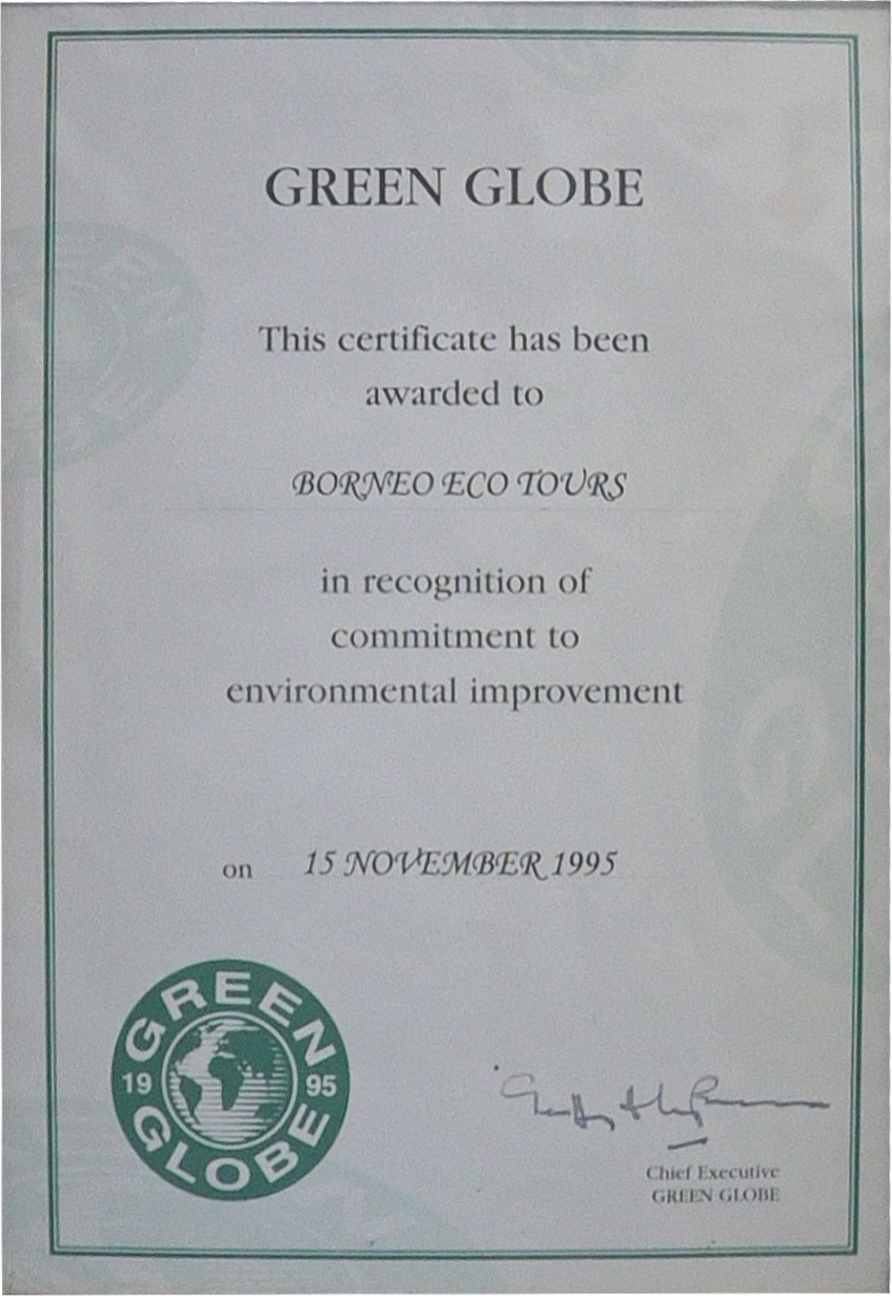 GREEN GLOBE
This certificate has been
awarded to
BORNEO ECO TOURS
in recognition of
commitment to
environmental improvement
on 15 NOVEMBER 1995
GREEN
19 95
GLOBE
Chief Executive
GREEN GLOBE